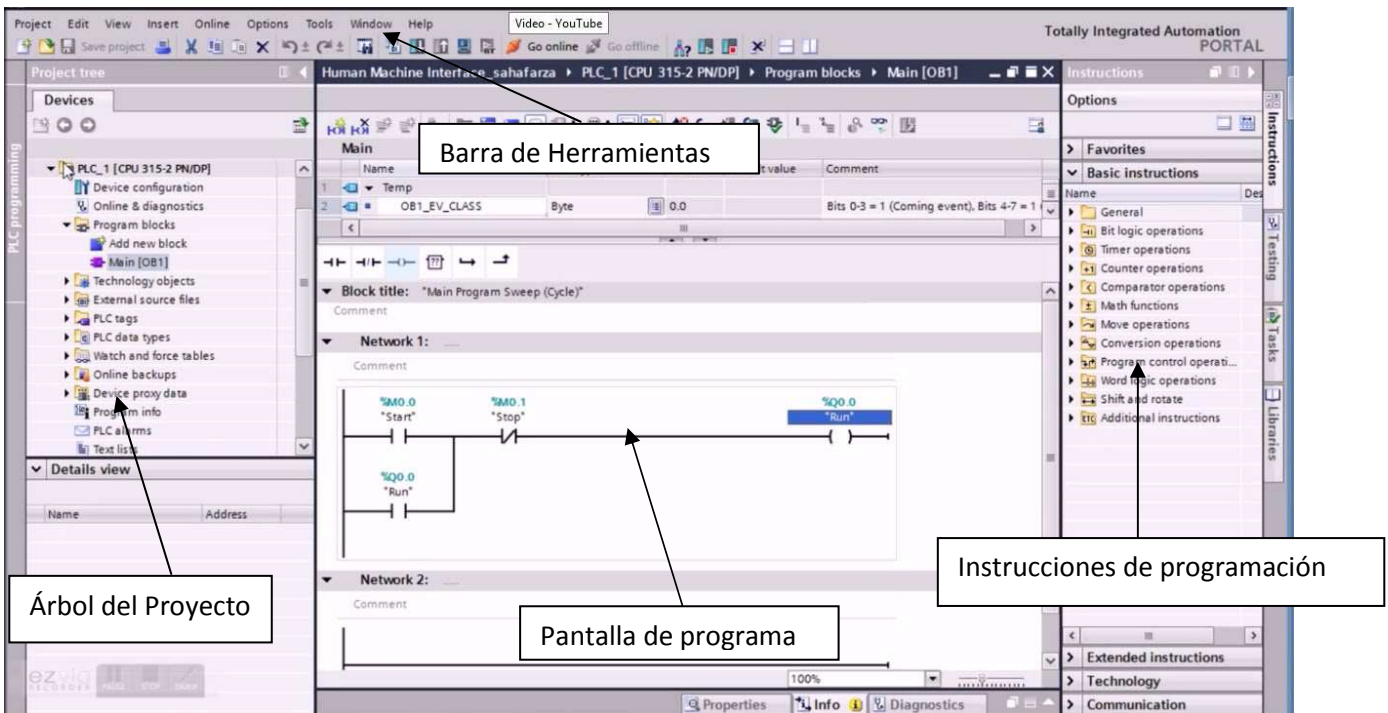 Project Edit View Insert Online Options Tools Window Help
Video - YouTube
Totally Integrated Automation
PORTAL
Save project
Go online
Go offline
Project tree
Devices
PLC programming
PLC_1 [CPU 315-2 PN/DP]
Device configuration
Online & diagnostics
Program blocks
Add new block
Main [OB1]
Technology objects
External source files
PLC tags
PLC data types
Watch and force tables
Online backups
Device proxy data
Program info
PLC alarms
Text lists
Details view
Name Address
Árbol del Proyecto
Human Machine Interface_sahafarza PLC_1 [CPU 315-2 PN/DP] Program blocks Main [OB1]
Barra de Herramientas
Main
Name
value Comment
1 Temp
2 OB1_EV_CLASS Byte 0.0 Bits 0-3 = 1 (Coming event), Bits 4-7 = 1
Block title: "Main Program Sweep (Cycle)"
Comment
Network 1:
Comment
%M0.0 %M0.1 %Q0.0
"Start" "Stop" "Run"
%Q0.0
"Run"
Network 2:
Comment
Pantalla de programa
100%
Properties Info Diagnostics
Instructions
Options
Favorites
Basic instructions
Name Des
General
Bit logic operations
Timer operations
Counter operations
Comparator operations
Math functions
Move operations
Conversion operations
Program control operati...
Word logic operations
Shift and rotate
Additional instructions
Instrucciones de programación
Extended instructions
Technology
Communication
Instructions
Testing
Tasks
Libraries